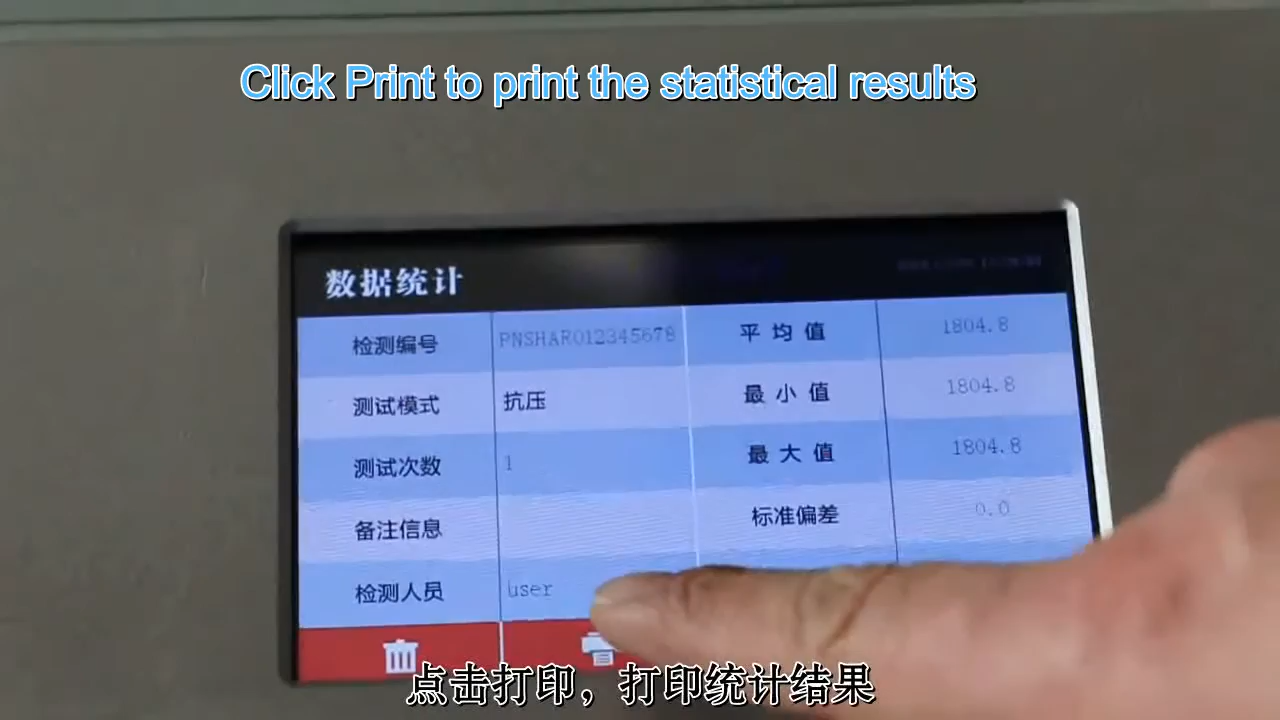 Click Print to print the statistical results
数据统计
检测编号 PNSHAR012345678 平均值 1804.8
测试模式 抗压 最小值 1804.8
测试次数 1 最大值 1804.8
备注信息 标准偏差 0.0
检测人员 user
点击打印，打印统计结果